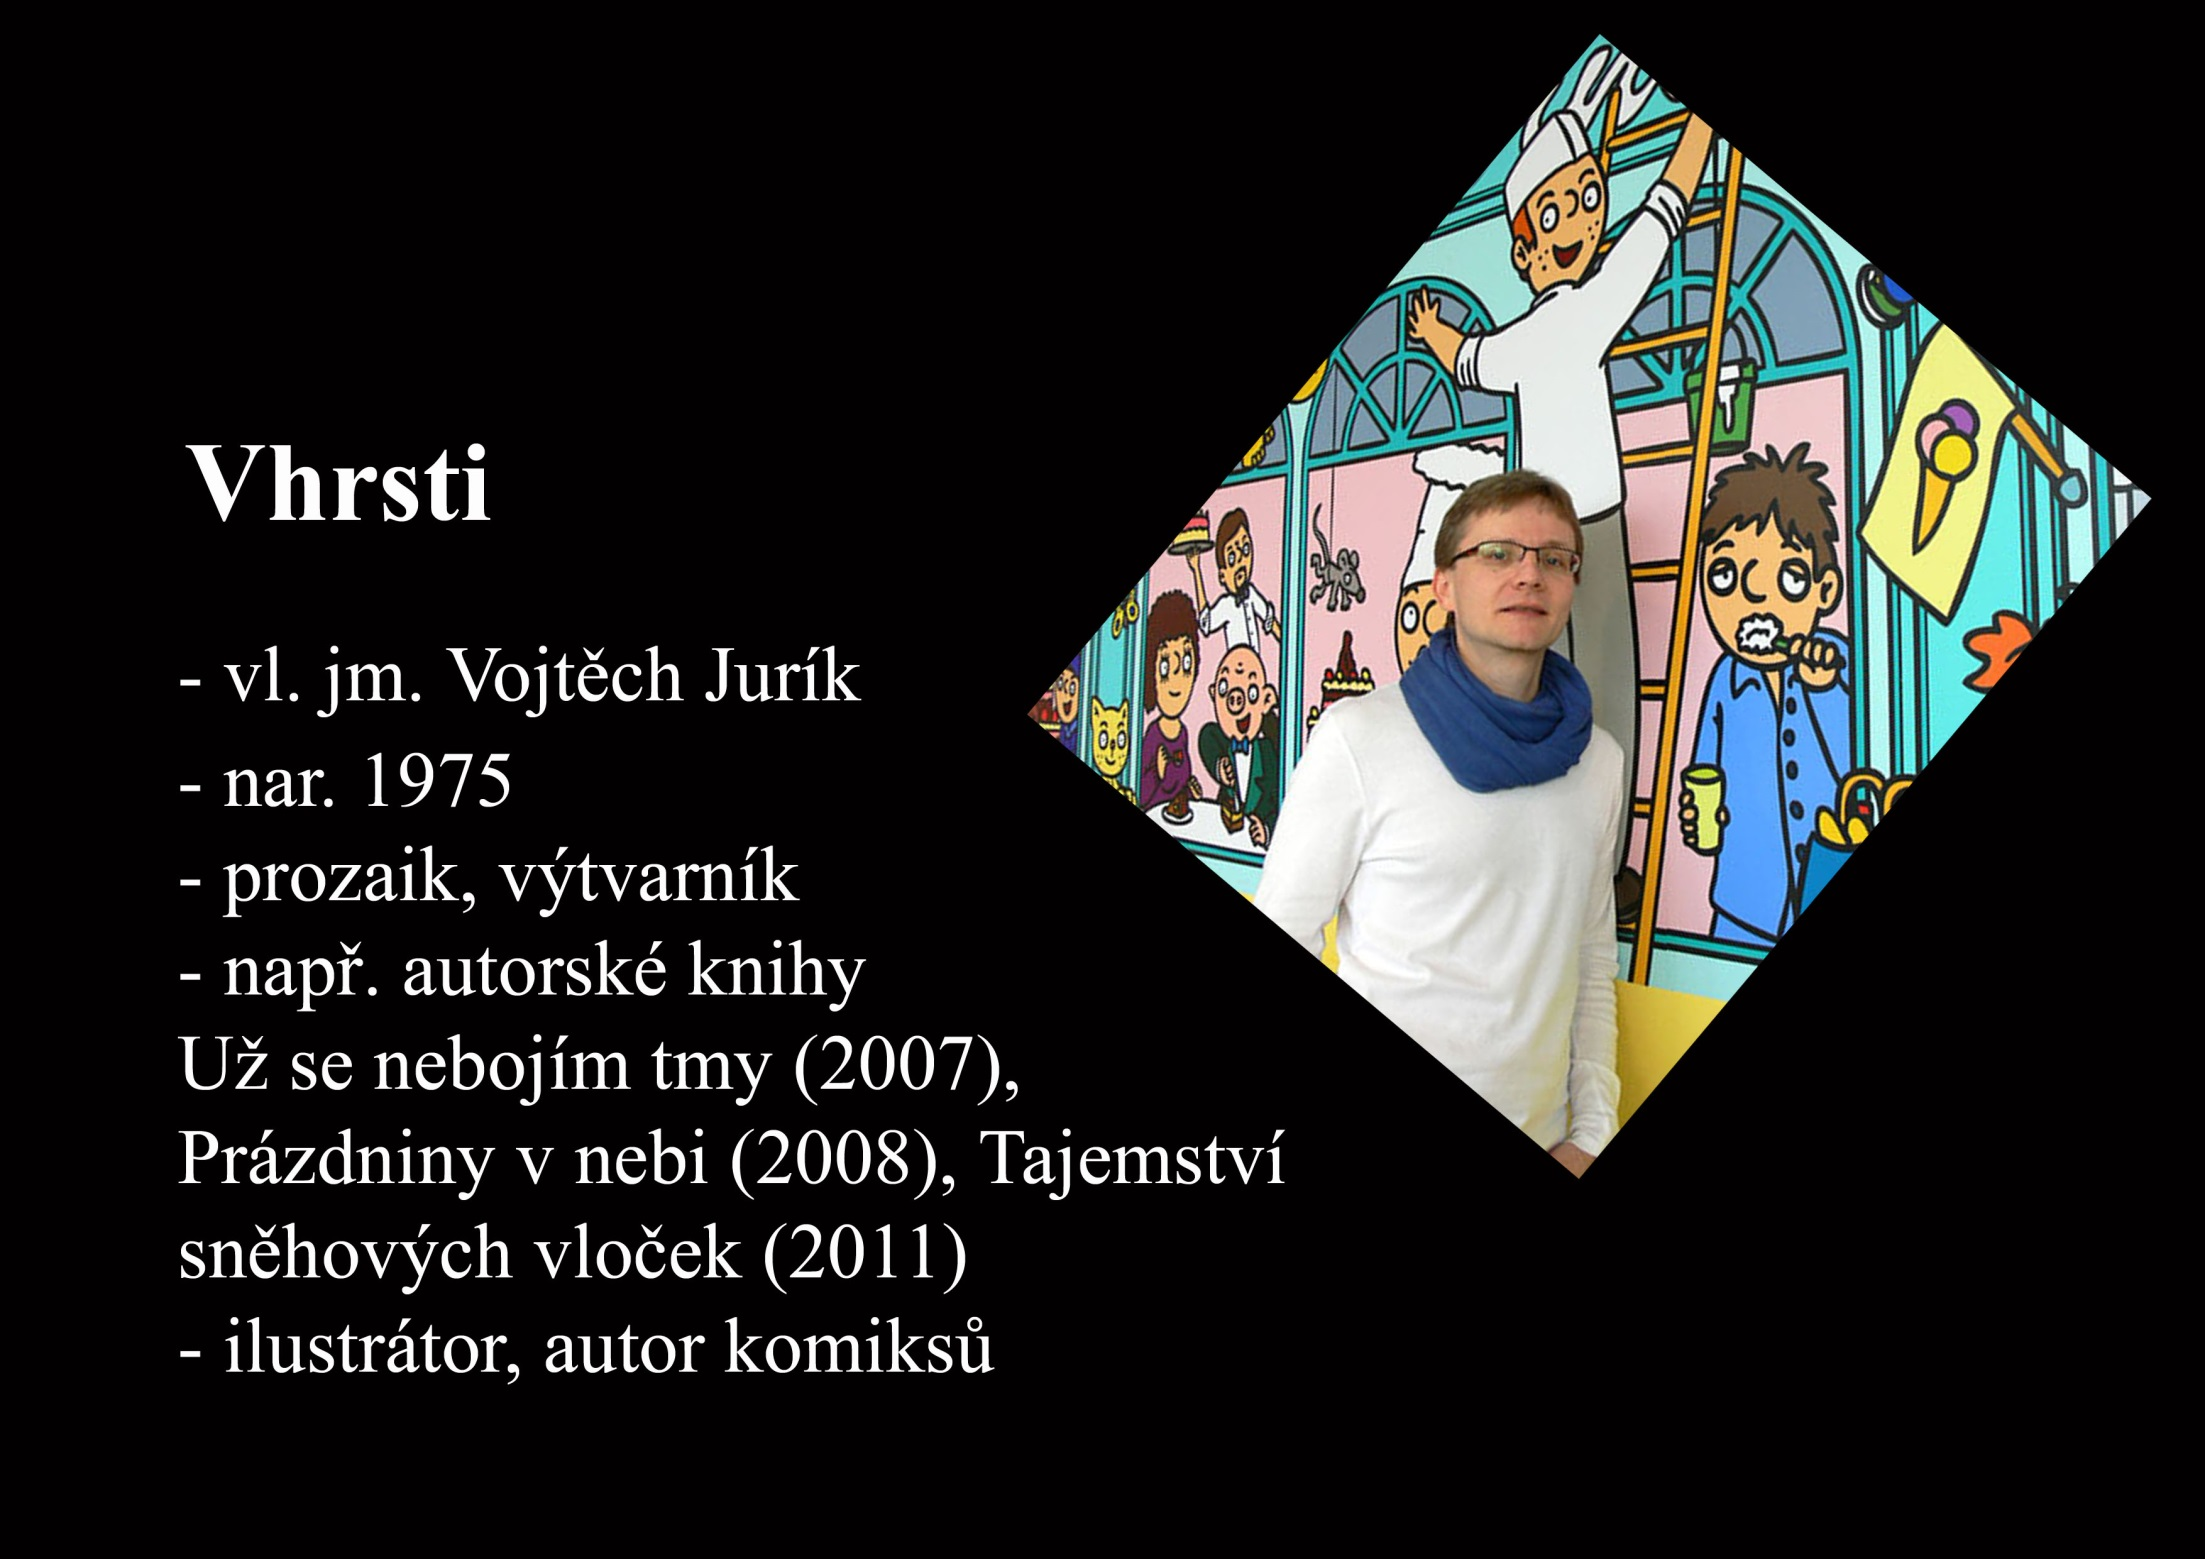 Vhrsti
- vl. jm. Vojtěch Jurík
- nar. 1975
- prozaik, výtvarník
- např. autorské knihy
Už se nebojím tmy (2007),
Prázdniny v nebi (2008), Tajemství
sněhových vloček (2011)
- ilustrátor, autor komiksů